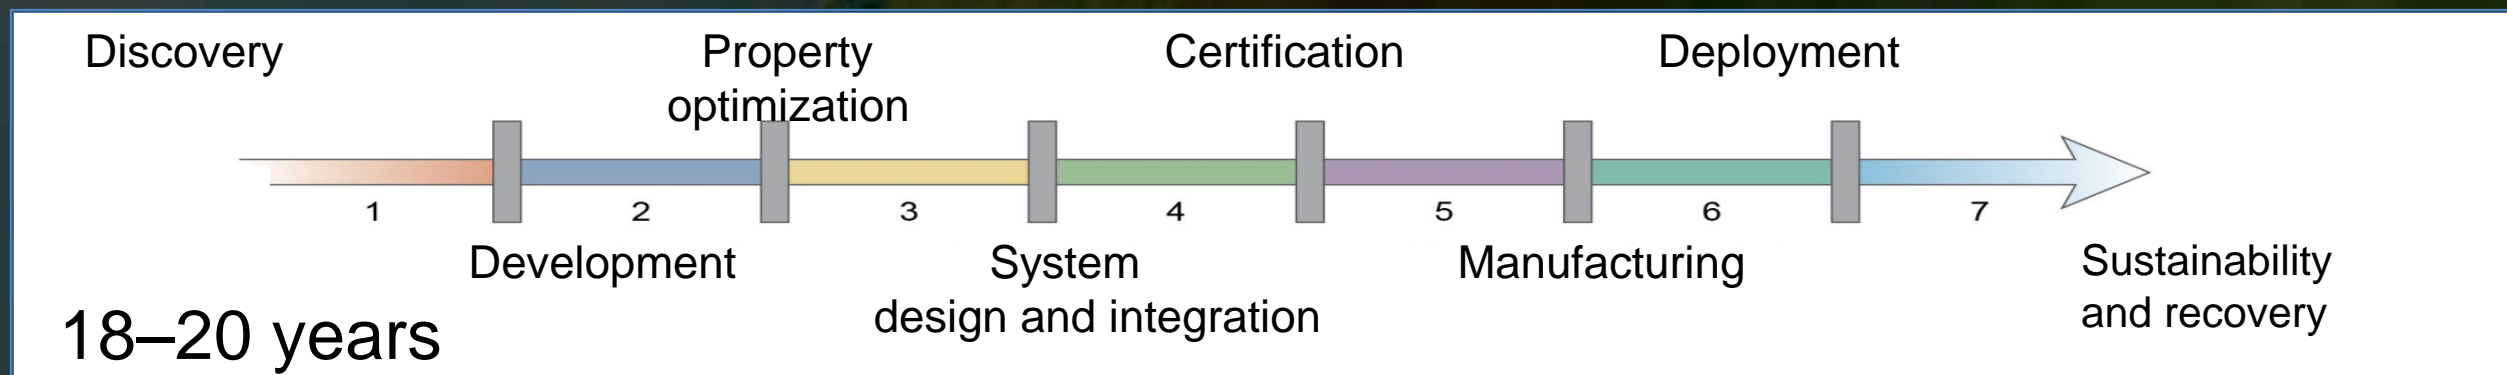 Discovery
Property
optimization
Certification
Deployment
1
2
3
4
5
6
7
Development
System
design and integration
Manufacturing
Sustainability
and recovery
18–20 years